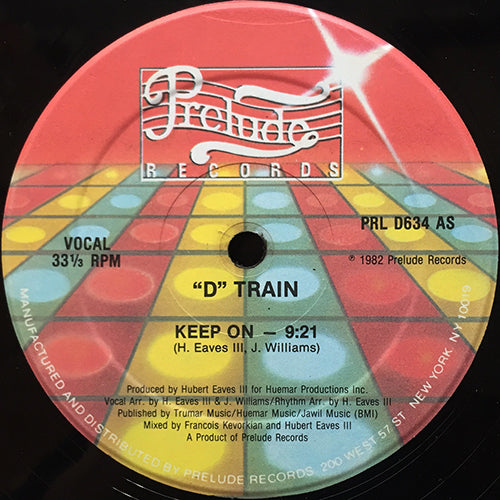 Prelude
RECORDS
PRL D634 AS
VOCAL
33⅓ RPM
℗ 1982 Prelude Records
"D" TRAIN
KEEP ON — 9:21
(H. Eaves III, J. Williams)
Produced by Hubert Eaves III for Huemar Productions Inc.
Vocal Arr. by H. Eaves III & J. Williams/Rhythm Arr. by H. Eaves III
Published by Trumar Music/Huemar Music/Jawil Music (BMI)
Mixed by Francois Kevorkian and Hubert Eaves III
A Product of Prelude Records
MANUFACTURED AND DISTRIBUTED BY PRELUDE RECORDS. 200 WEST 57 ST. NEW YORK, NY 10019